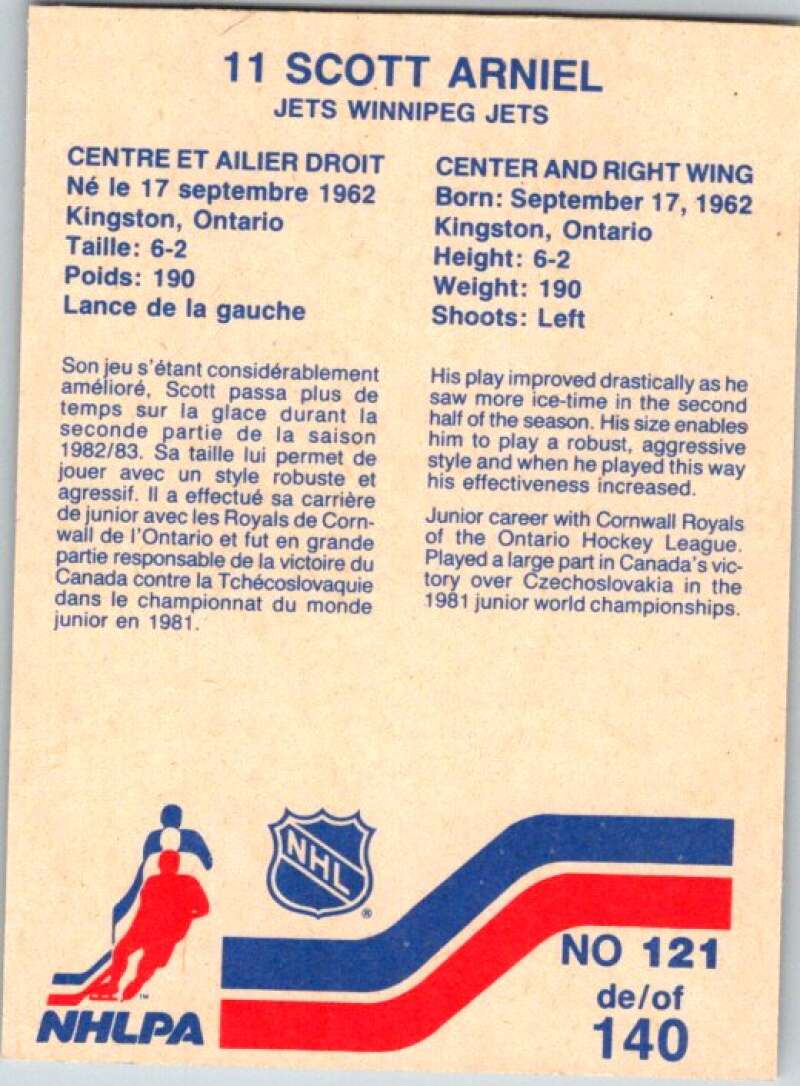 11 SCOTT ARNIEL
JETS WINNIPEG JETS
CENTRE ET AILIER DROIT
Né le 17 septembre 1962
Kingston, Ontario
Taille: 6-2
Poids: 190
Lance de la gauche
Son jeu s'étant considérablement
amélioré, Scott passa plus de
temps sur la glace durant la
seconde partie de la saison
1982/83. Sa taille lui permet de
jouer avec un style robuste et
agressif. Il a effectué sa carrière
de junior avec les Royals de Corn-
wall de l'Ontario et fut en grande
partie responsable de la victoire du
Canada contre la Tchécoslovaquie
dans le championnat du monde
junior en 1981.
CENTER AND RIGHT WING
Born: September 17, 1962
Kingston, Ontario
Height: 6-2
Weight: 190
Shoots: Left
His play improved drastically as he
saw more ice-time in the second
half of the season. His size enables
him to play a robust, aggressive
style and when he played this way
his effectiveness increased.
Junior career with Cornwall Royals
of the Ontario Hockey League.
Played a large part in Canada's vic-
tory over Czechoslovakia in the
1981 junior world championships.
NHLPA
™
NHL
®
NO 121
de/of
140